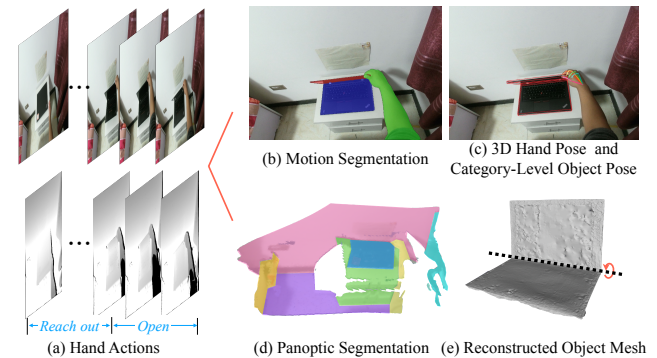 (b) Motion Segmentation
(c) 3D Hand Pose and
Category-Level Object Pose
Reach out
Open
(a) Hand Actions
(d) Panoptic Segmentation
(e) Reconstructed Object Mesh